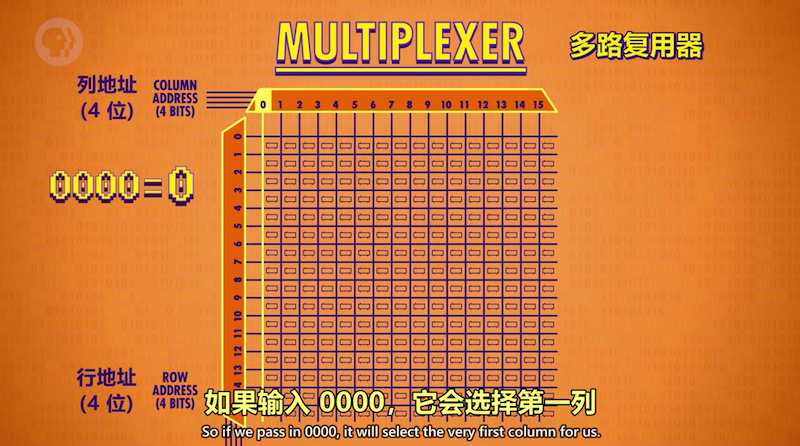 MULTIPLEXER
多路复用器
列地址
(4 位)
COLUMN
ADDRESS
(4 BITS)
0 1 2 3 4 5 6 7 8 9 10 11 12 13 14 15
0
1
2
3
4
5
6
7
8
9
10
11
12
13
0000=0
行地址
(4 位)
ROW
ADDRESS
(4 BITS)
如果输入 0000，它会选择第一列
So if we pass in 0000, it will select the very first column for us.